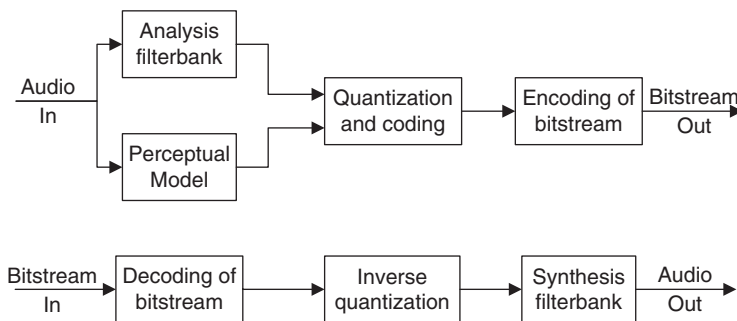 Analysis
filterbank
Audio
In
Perceptual
Model
Quantization
and coding
Encoding of
bitstream
Bitstream
Out
Bitstream
In
Decoding of
bitstream
Inverse
quantization
Synthesis
filterbank
Audio
Out